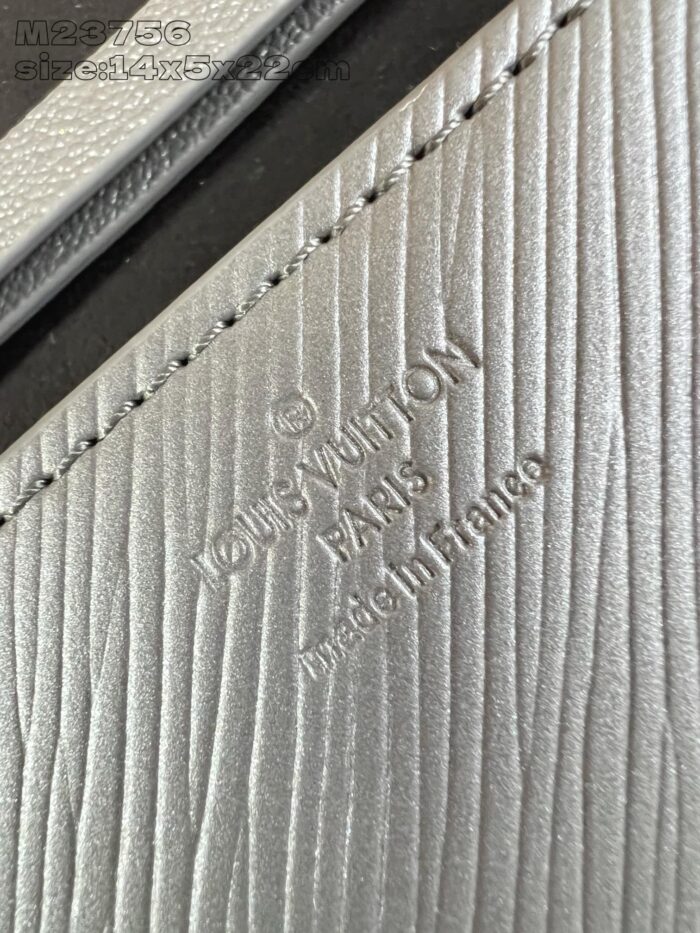 M23756
size:14x5x22cm
®
LOUIS VUITTON
PARIS
made in France